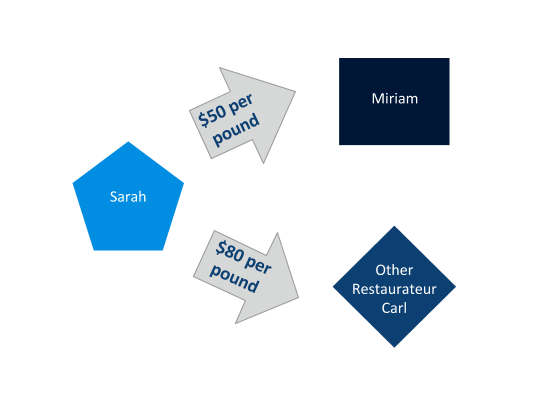 Sarah
$50 per
pound
Miriam
$80 per
pound
Other
Restaurateur
Carl